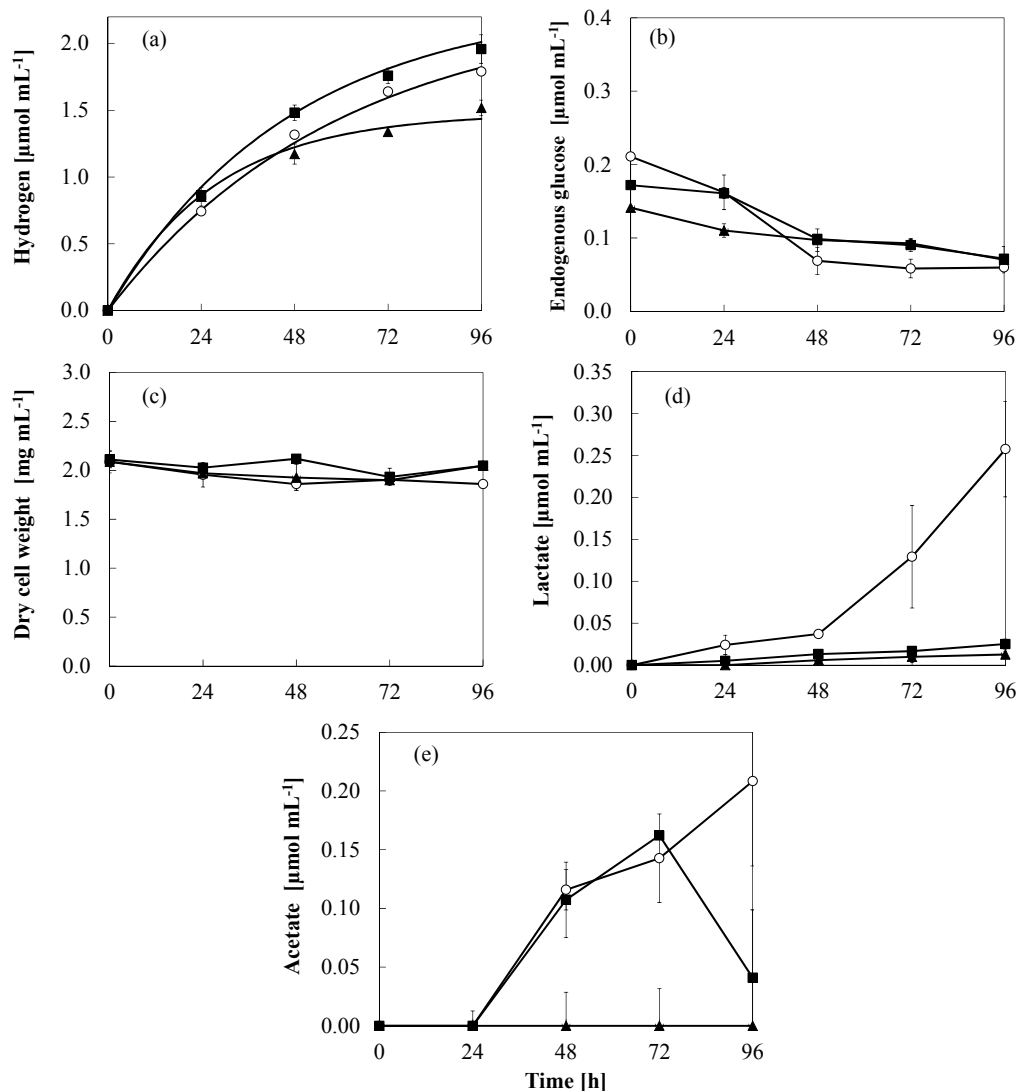 (a)
Hydrogen [µmol mL-1]
2.0
1.5
1.0
0.5
0.0
0 24 48 72 96
(b)
Endogenous glucose [µmol mL-1]
0.4
0.3
0.2
0.1
0.0
0 24 48 72 96
(c)
Dry cell weight [mg mL-1]
3.0
2.5
2.0
1.5
1.0
0.5
0.0
0 24 48 72 96
(d)
Lactate [µmol mL-1]
0.35
0.30
0.25
0.20
0.15
0.10
0.05
0.00
0 24 48 72 96
(e)
Acetate [µmol mL-1]
0.25
0.20
0.15
0.10
0.05
0.00
0 24 48 72 96
Time [h]